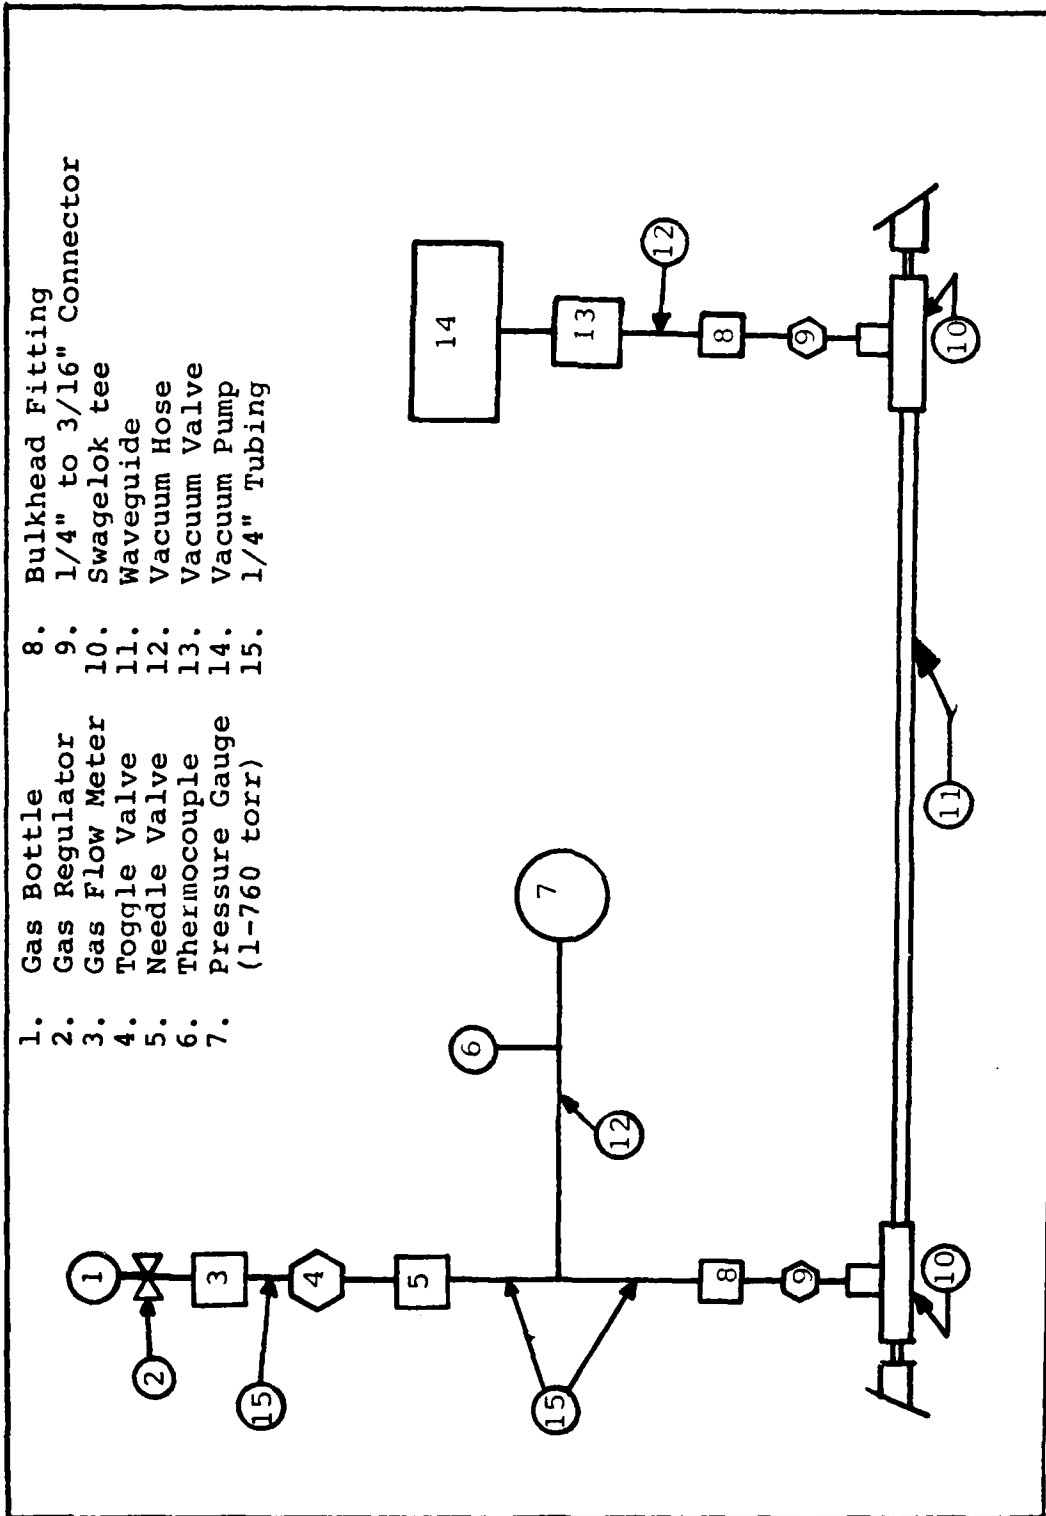 1. Gas Bottle
2. Gas Regulator
3. Gas Flow Meter
4. Toggle Valve
5. Needle Valve
6. Thermocouple
7. Pressure Gauge
(1-760 torr)
8. Bulkhead Fitting
9. 1/4" to 3/16" Connector
10. Swagelok tee
11. Waveguide
12. Vacuum Hose
13. Vacuum Valve
14. Vacuum Pump
15. 1/4" Tubing
1
2
3
15
4
5
15
6
7
12
8
9
10
11
14
13
12
8
9
10